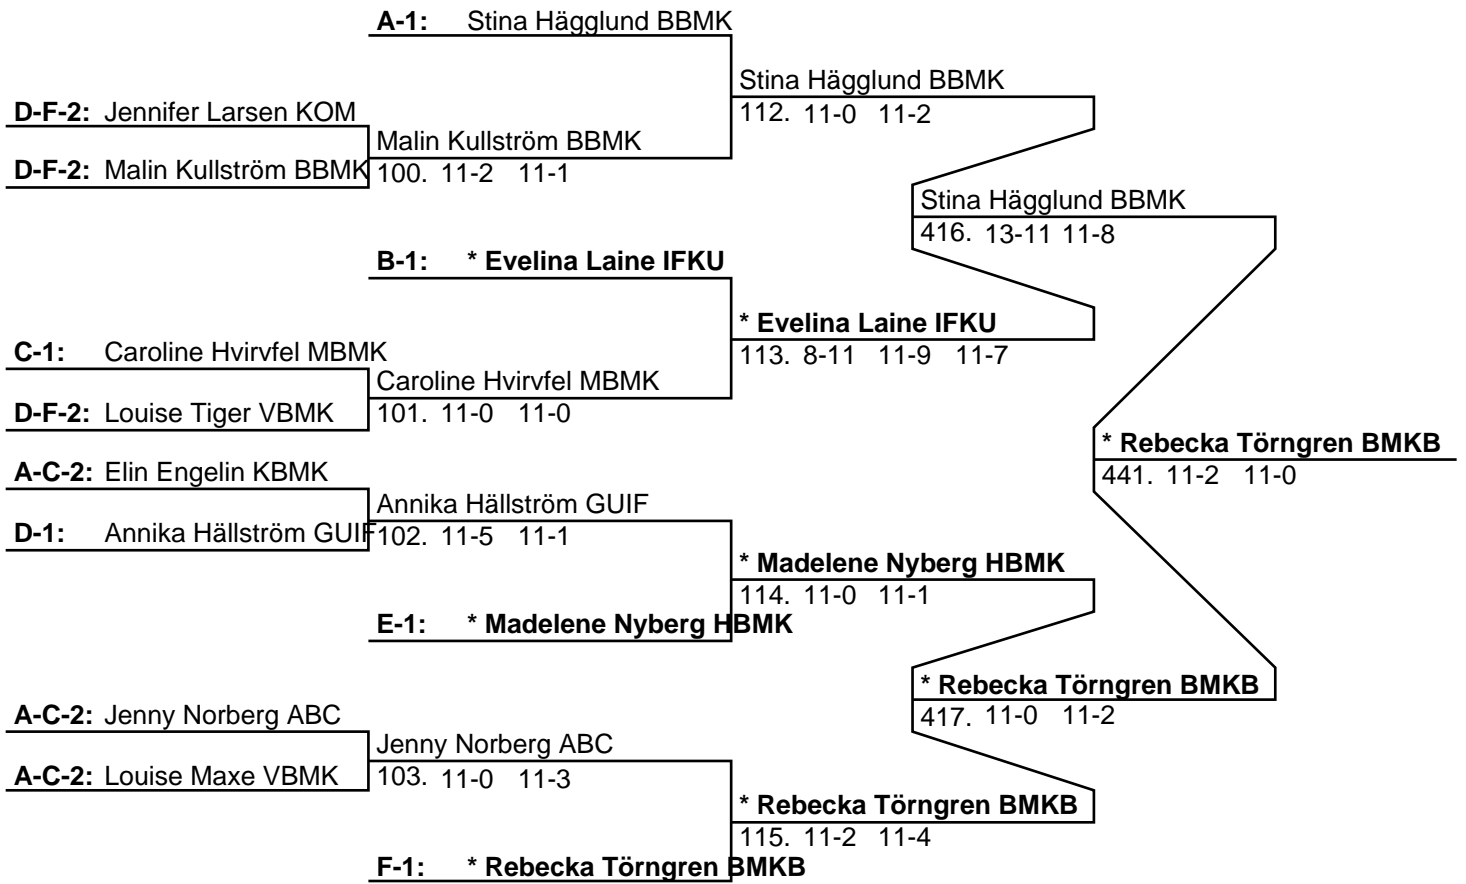 A-1: Stina Hägglund BBMK
Stina Hägglund BBMK
112. 11-0 11-2
D-F-2: Jennifer Larsen KOM
Malin Kullström BBMK
D-F-2: Malin Kullström BBMK
100. 11-2 11-1
Stina Hägglund BBMK
416. 13-11 11-8
B-1: * Evelina Laine IFKU
* Evelina Laine IFKU
113. 8-11 11-9 11-7
C-1: Caroline Hvirvfel MBMK
Caroline Hvirvfel MBMK
D-F-2: Louise Tiger VBMK
101. 11-0 11-0
* Rebecka Törngren BMKB
441. 11-2 11-0
A-C-2: Elin Engelin KBMK
Annika Hällström GUIF
D-1: Annika Hällström GUIF
102. 11-5 11-1
* Madelene Nyberg HBMK
114. 11-0 11-1
E-1: * Madelene Nyberg HBMK
* Rebecka Törngren BMKB
417. 11-0 11-2
A-C-2: Jenny Norberg ABC
Jenny Norberg ABC
A-C-2: Louise Maxe VBMK
103. 11-0 11-3
* Rebecka Törngren BMKB
115. 11-2 11-4
F-1: * Rebecka Törngren BMKB